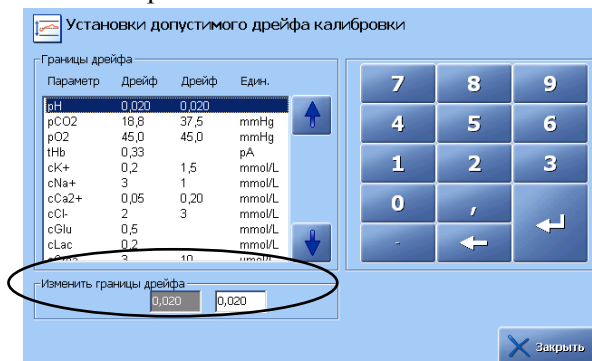 Установки допустимого дрейфа калибровки
Границы дрейфа
Параметр Дрейф Дрейф Един.
pH 0,020 0,020
pCO2 18,8 37,5 mmHg
pO2 45,0 45,0 mmHg
tHb 0,33 pA
cK+ 0,2 1,5 mmol/L
cNa+ 3 1 mmol/L
cCa2+ 0,05 0,20 mmol/L
cCl- 2 3 mmol/L
cGlu 0,5 mmol/L
cLac 0,2 mmol/L
3 10 umol/L
Изменить границы дрейфа
0,020 0,020
7 8 9
4 5 6
1 2 3
0 ,
-
Закрыть